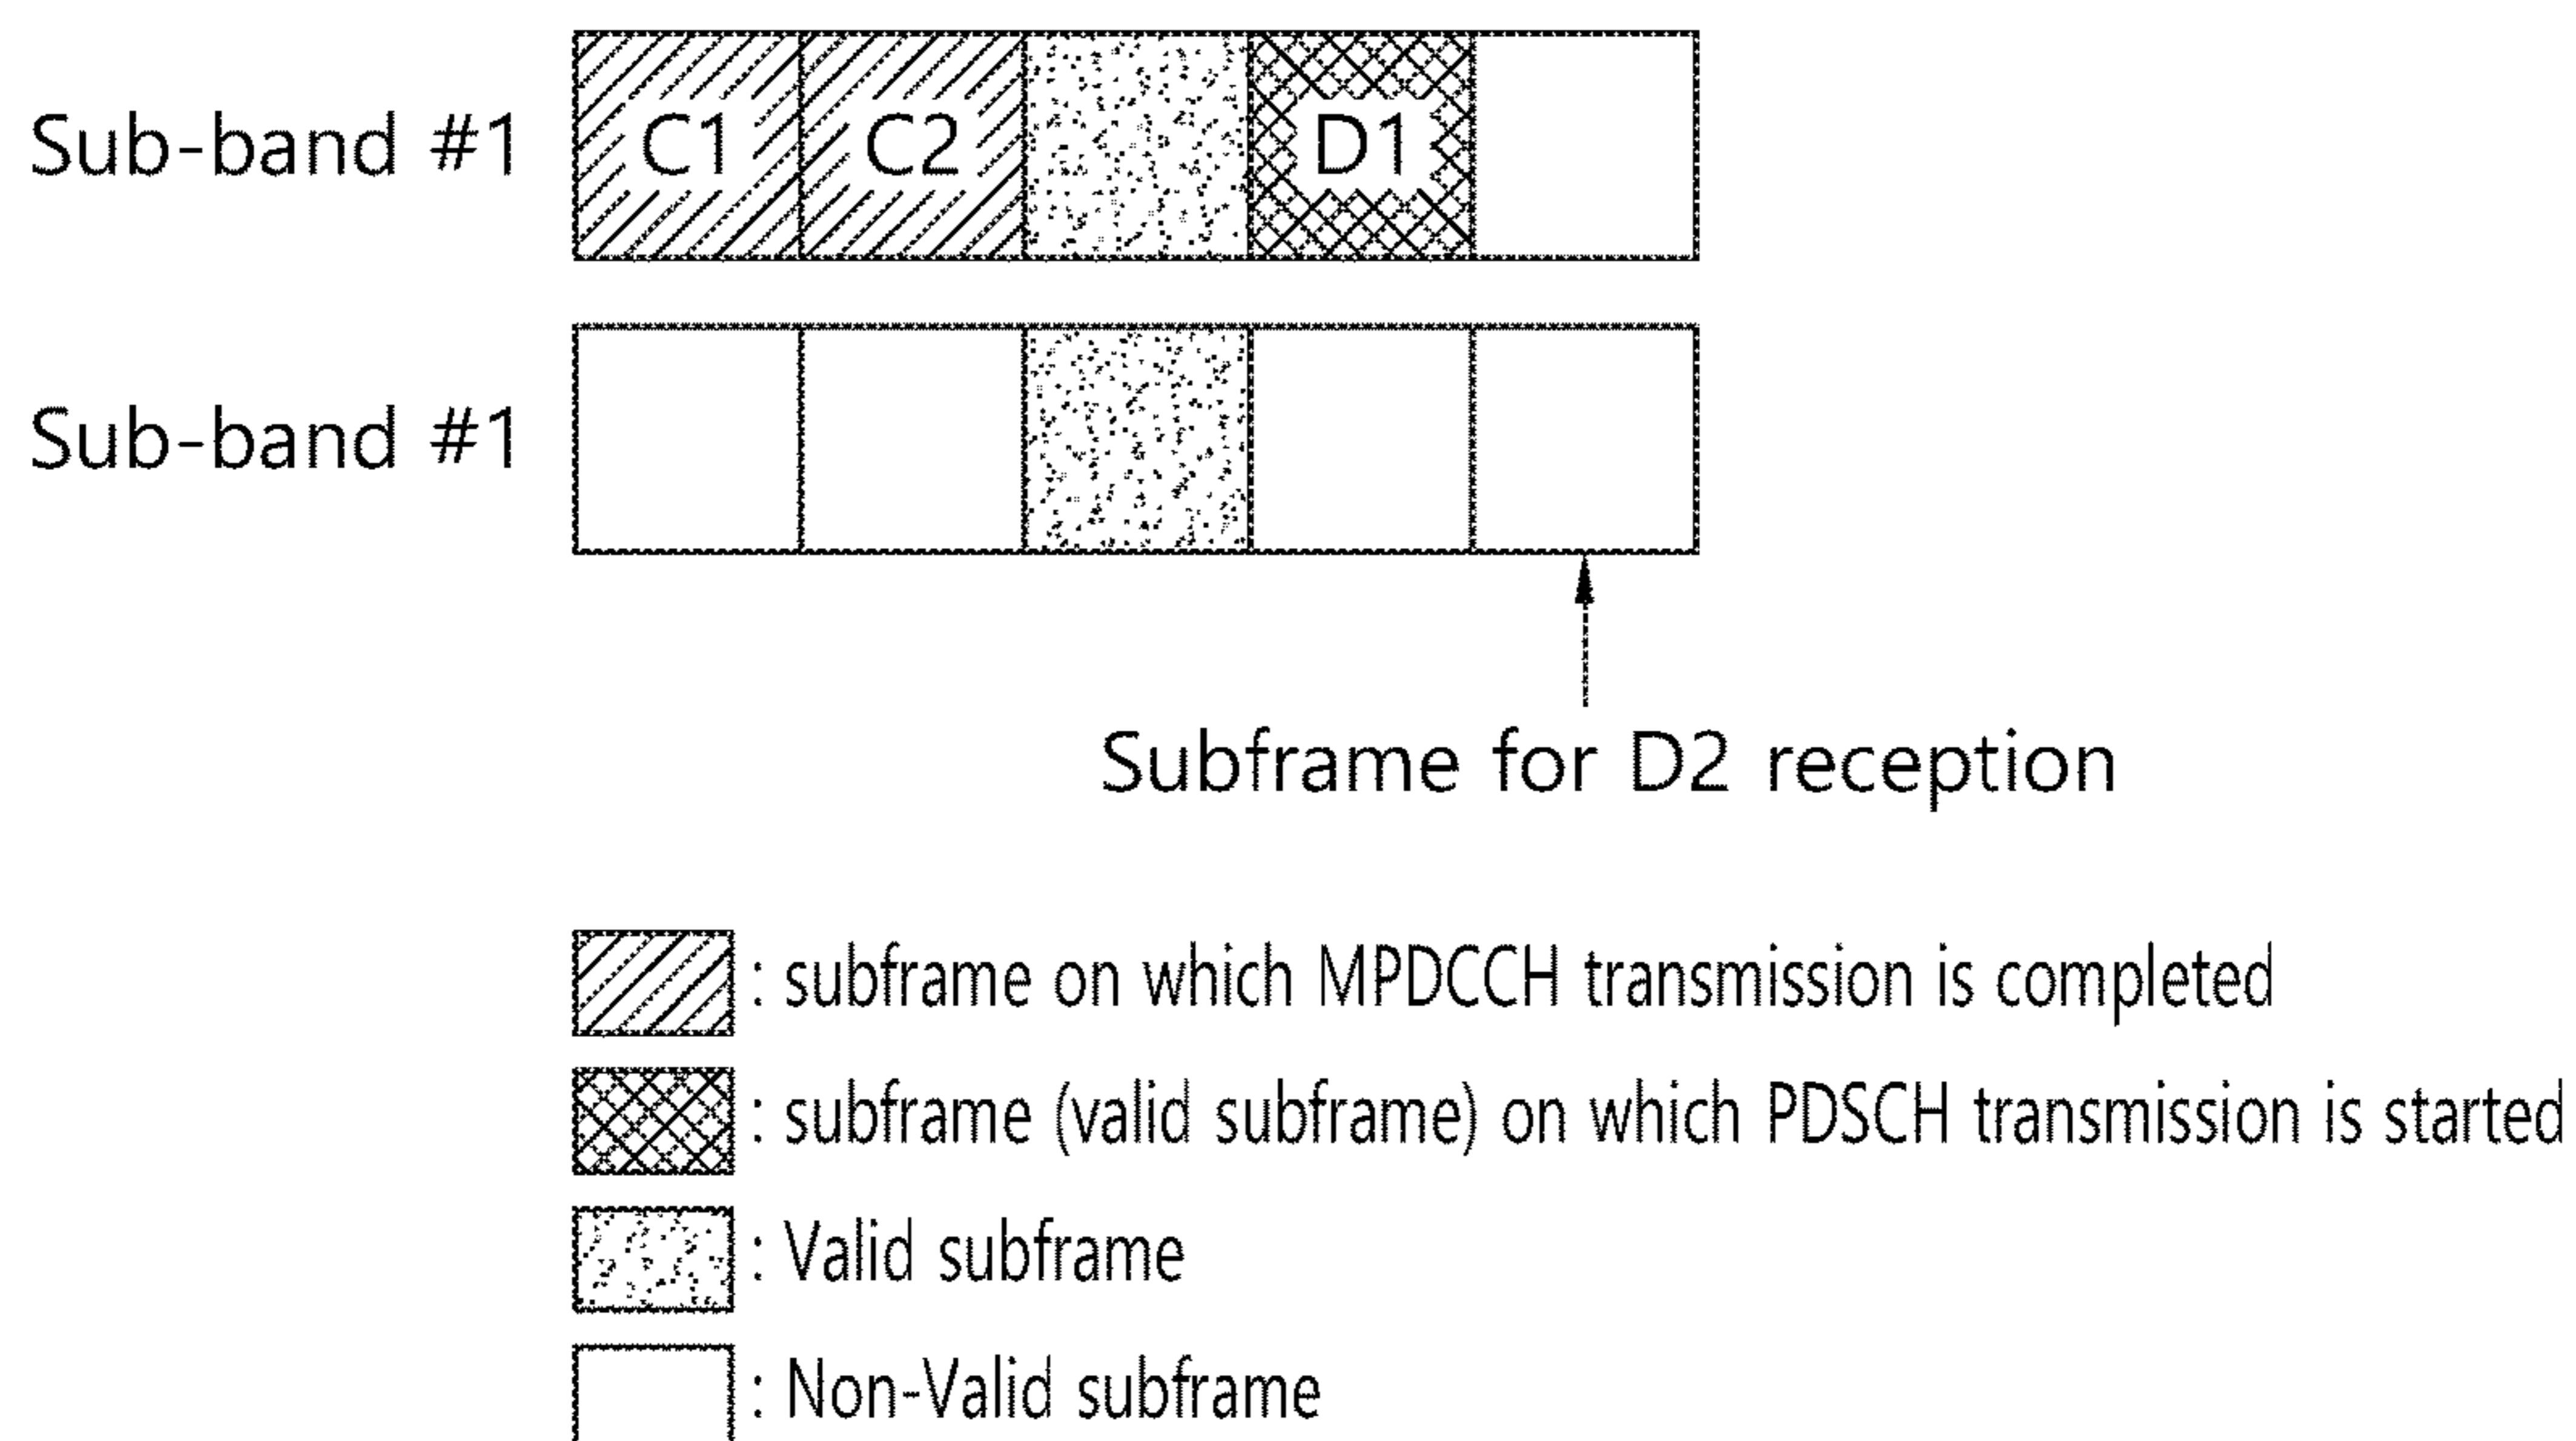 Sub-band #1 C1 C2 D1
Sub-band #1
Subframe for D2 reception
: subframe on which MPDCCH transmission is completed
: subframe (valid subframe) on which PDSCH transmission is started
: Valid subframe
: Non-Valid subframe